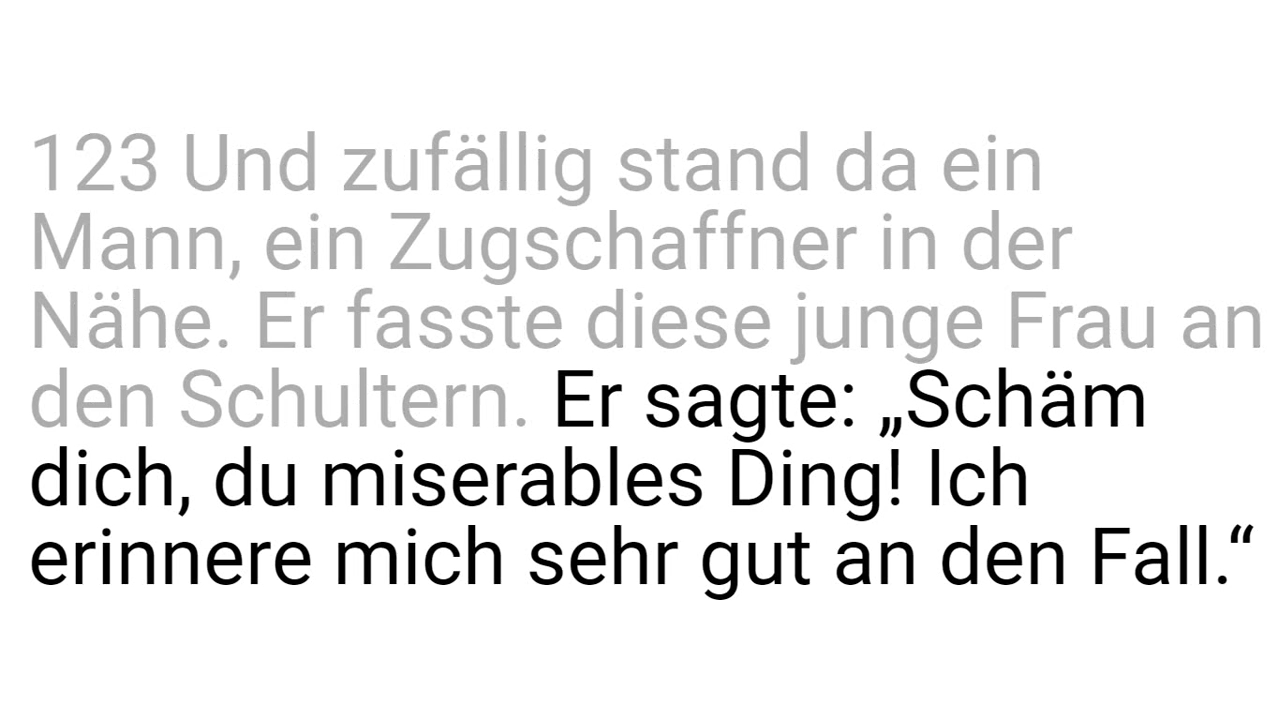 123 Und zufällig stand da ein
Mann, ein Zugschaffner in der
Nähe. Er fasste diese junge Frau an
den Schultern. Er sagte: „Schäm
dich, du miserables Ding! Ich
erinnere mich sehr gut an den Fall.“